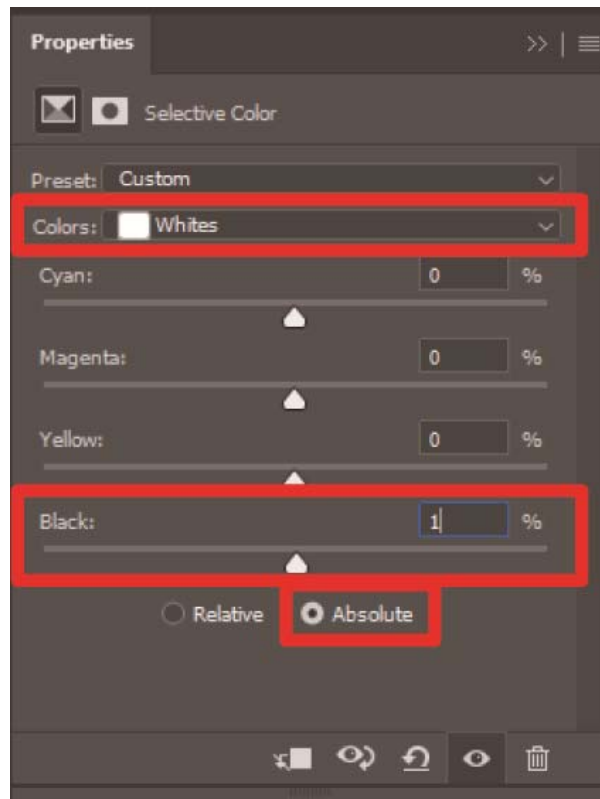 Properties
Selective Color
Preset: Custom
Colors: Whites
Cyan: 0 %
Magenta: 0 %
Yellow: 0 %
Black: 1 %
Relative Absolute